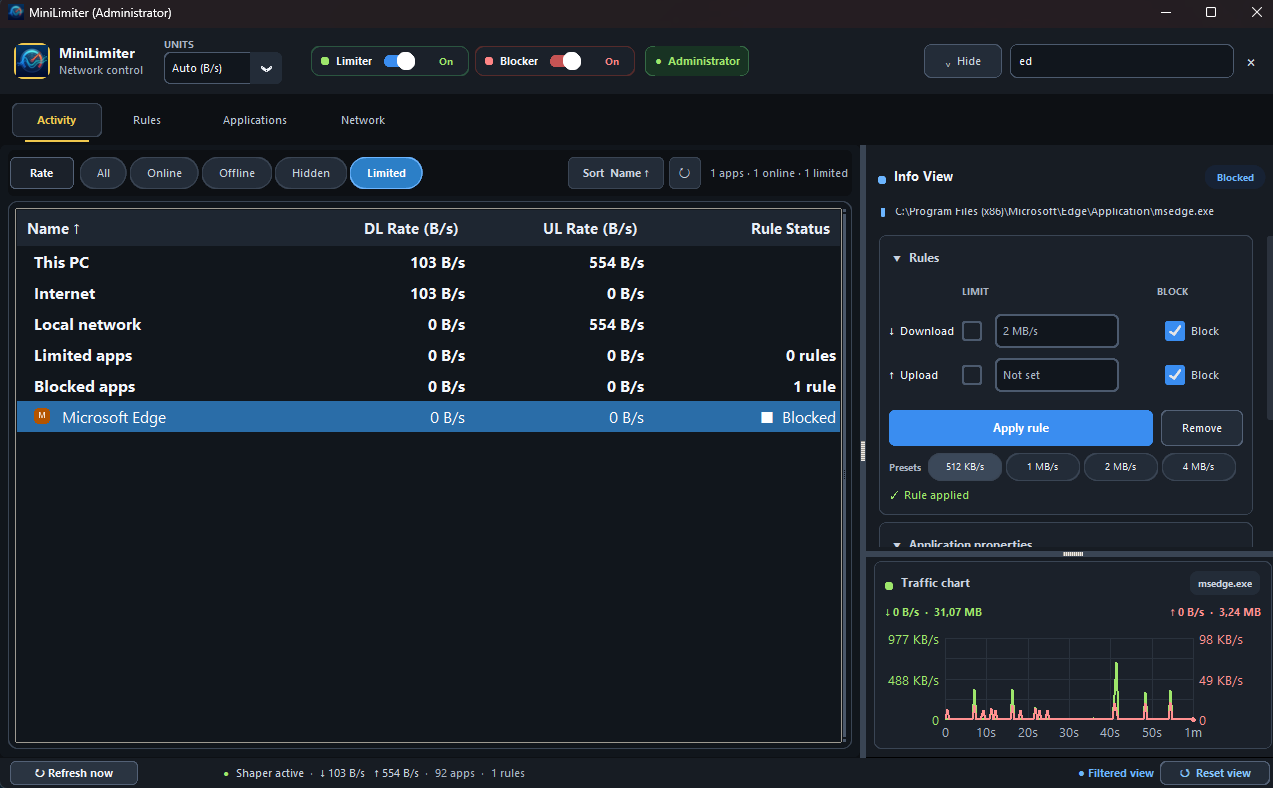 MiniLimiter (Administrator)
MiniLimiter
Network control
UNITS
Auto (B/s)
Limiter On
Blocker On
Administrator
Hide
ed
Activity Rules Applications Network
Rate All Online Offline Hidden Limited
Sort Name ↑
1 apps · 1 online · 1 limited
Name ↑ DL Rate (B/s) UL Rate (B/s) Rule Status
This PC 103 B/s 554 B/s
Internet 103 B/s 0 B/s
Local network 0 B/s 554 B/s
Limited apps 0 B/s 0 B/s 0 rules
Blocked apps 0 B/s 0 B/s 1 rule
M Microsoft Edge 0 B/s 0 B/s Blocked
Info View Blocked
C:\Program Files (x86)\Microsoft\Edge\Application\msedge.exe
▼ Rules
LIMIT BLOCK
↓ Download 2 MB/s Block
↑ Upload Not set Block
Apply rule Remove
Presets 512 KB/s 1 MB/s 2 MB/s 4 MB/s
✓ Rule applied
▼ Application properties
Traffic chart msedge.exe
↓ 0 B/s · 31,07 MB ↑ 0 B/s · 3,24 MB
977 KB/s 98 KB/s
488 KB/s 49 KB/s
0 0
0 10s 20s 30s 40s 50s 1m
↻ Refresh now
● Shaper active · ↓ 103 B/s ↑ 554 B/s · 92 apps · 1 rules
● Filtered view
↺ Reset view